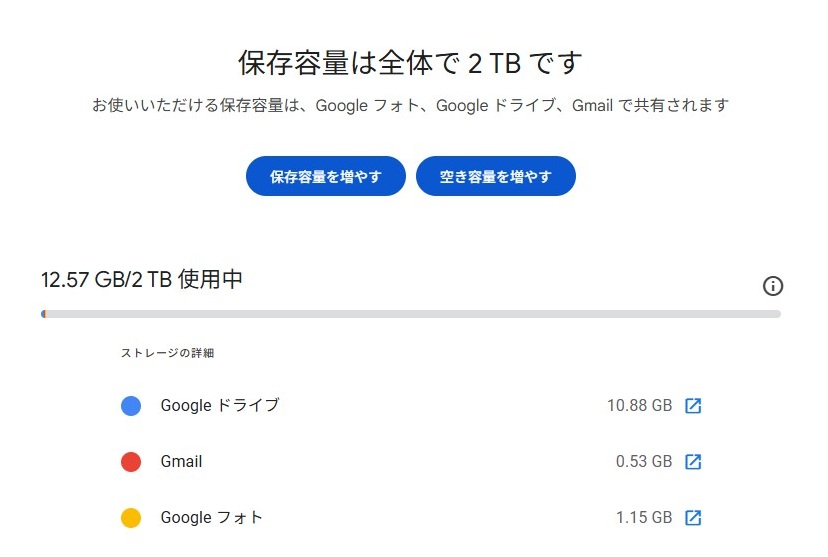 保存容量は全体で 2 TB です
お使いいただける保存容量は、Google フォト、Google ドライブ、Gmail で共有されます
保存容量を増やす 空き容量を増やす
12.57 GB/2 TB 使用中
ストレージの詳細
Google ドライブ 10.88 GB
Gmail 0.53 GB
Google フォト 1.15 GB